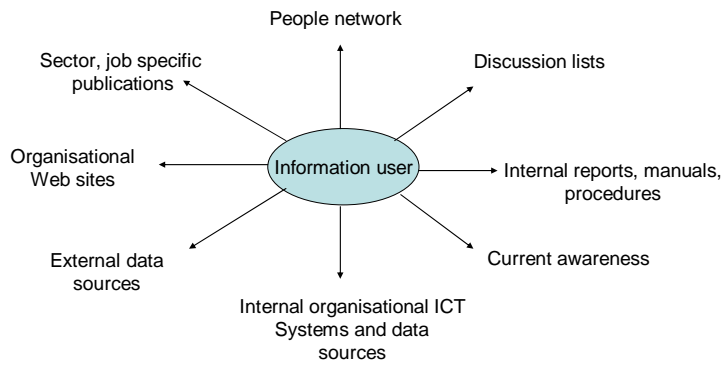 People network
Sector, job specific
publications
Discussion lists
Organisational
Web sites
Information user
Internal reports, manuals,
procedures
External data
sources
Current awareness
Internal organisational ICT
Systems and data
sources